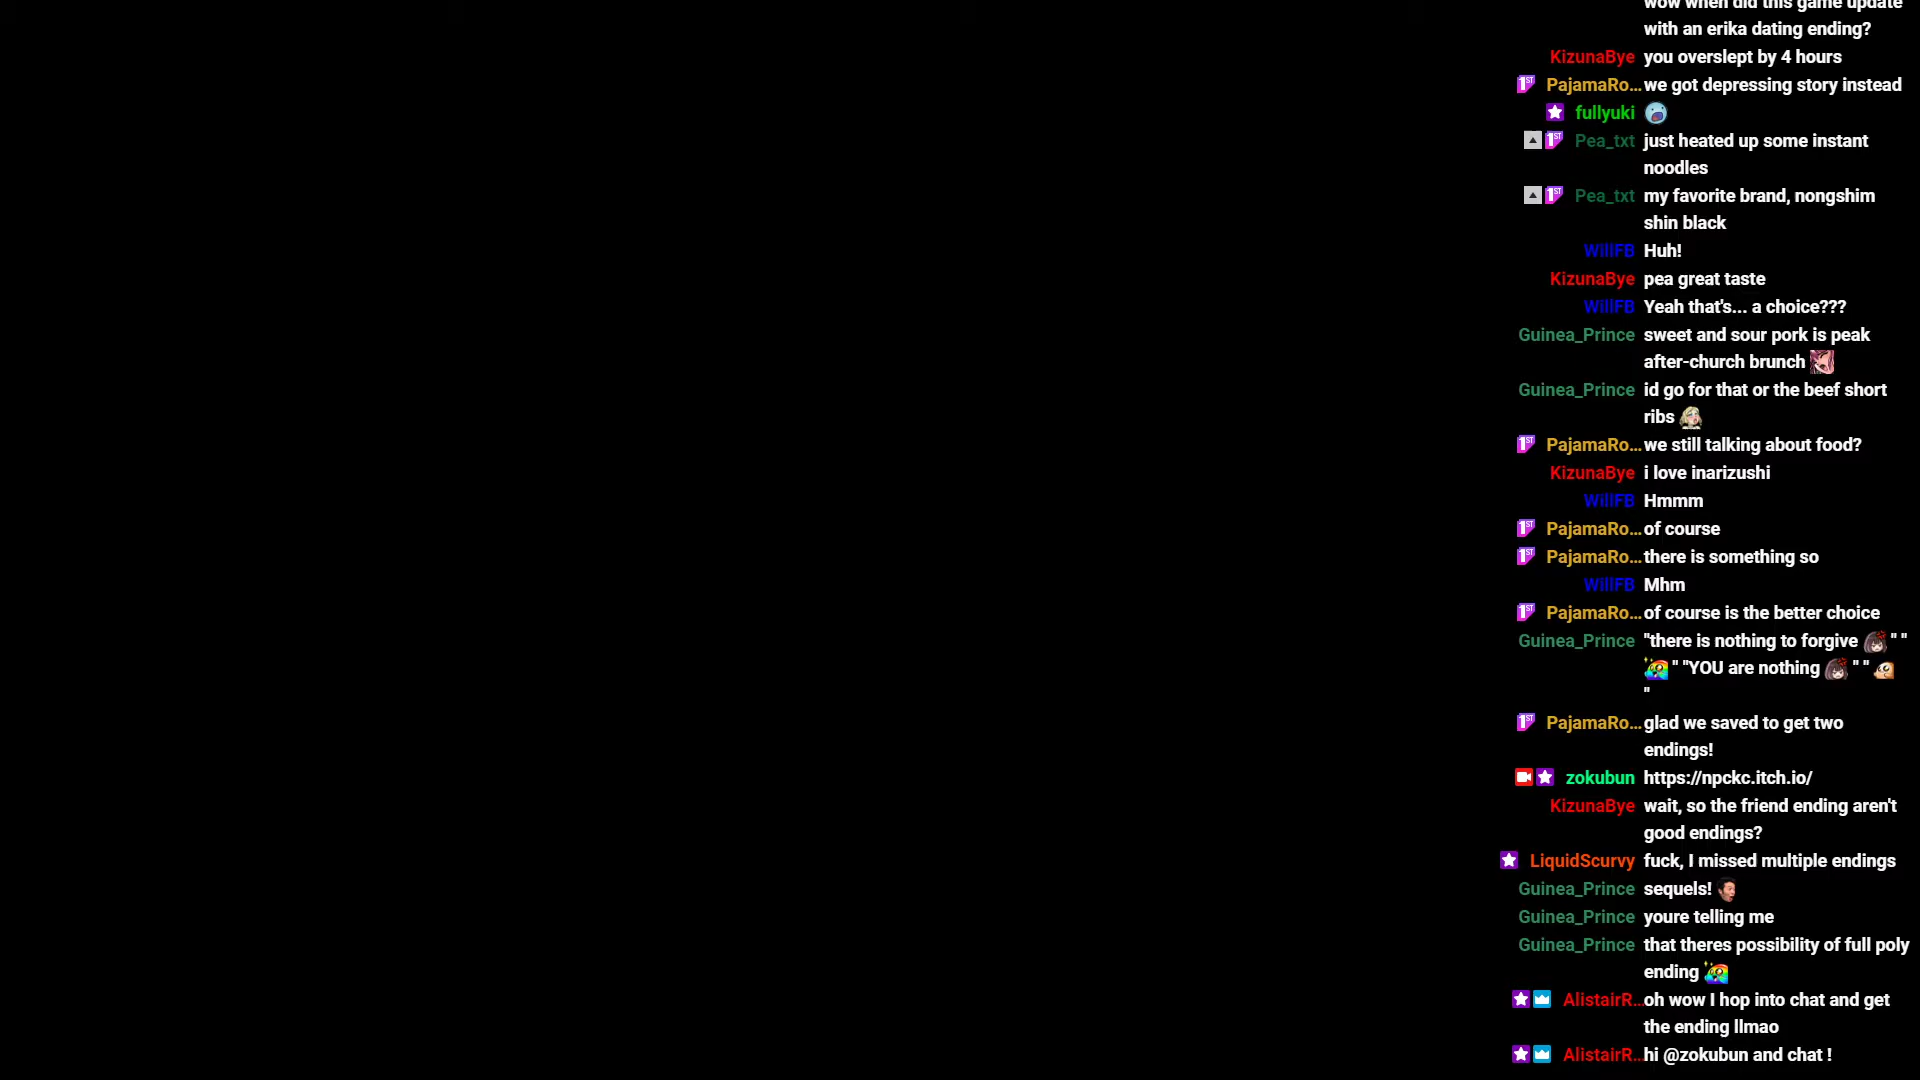 wow when did this game update
with an erika dating ending?
KizunaBye you overslept by 4 hours
PajamaRo... we got depressing story instead
fullyuki
Pea_txt just heated up some instant
noodles
Pea_txt my favorite brand, nongshim
shin black
WillFB Huh!
KizunaBye pea great taste
WillFB Yeah that's... a choice???
Guinea_Prince sweet and sour pork is peak
after-church brunch
Guinea_Prince id go for that or the beef short
ribs
PajamaRo... we still talking about food?
KizunaBye i love inarizushi
WillFB Hmmm
PajamaRo... of course
PajamaRo... there is something so
WillFB Mhm
PajamaRo... of course is the better choice
Guinea_Prince "there is nothing to forgive " "
" "YOU are nothing " "
"
PajamaRo... glad we saved to get two
endings!
zokubun https://npckc.itch.io/
KizunaBye wait, so the friend ending aren't
good endings?
LiquidScurvy fuck, I missed multiple endings
Guinea_Prince sequels!
Guinea_Prince youre telling me
Guinea_Prince that theres possibility of full poly
ending
AlistairR... oh wow I hop into chat and get
the ending llmao
AlistairR... hi @zokubun and chat !